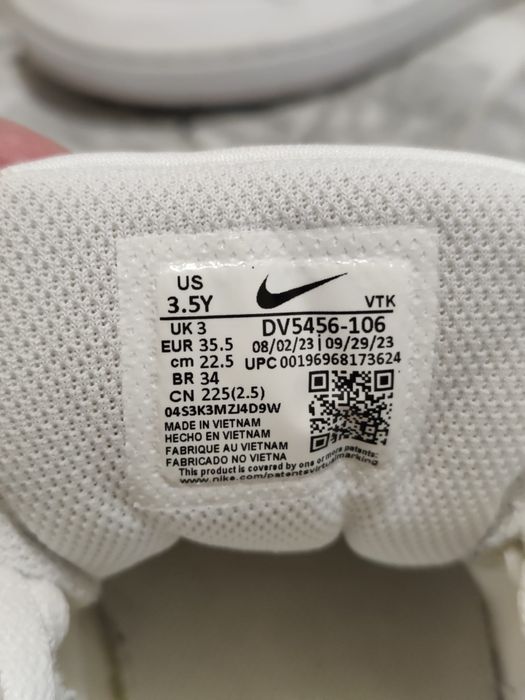 US
3.5Y
VTK
UK 3
DV5456-106
EUR 35.5
08/02/23 | 09/29/23
cm 22.5
UPC 00196968173624
BR 34
CN 225(2.5)
04S3K3MZJ4D9W
MADE IN VIETNAM
HECHO EN VIETNAM
FABRIQUE AU VIETNAM
FABRICADO NO VIETNA
This product is covered by one or more patents:
www.nike.com/patentsvirtualmarking